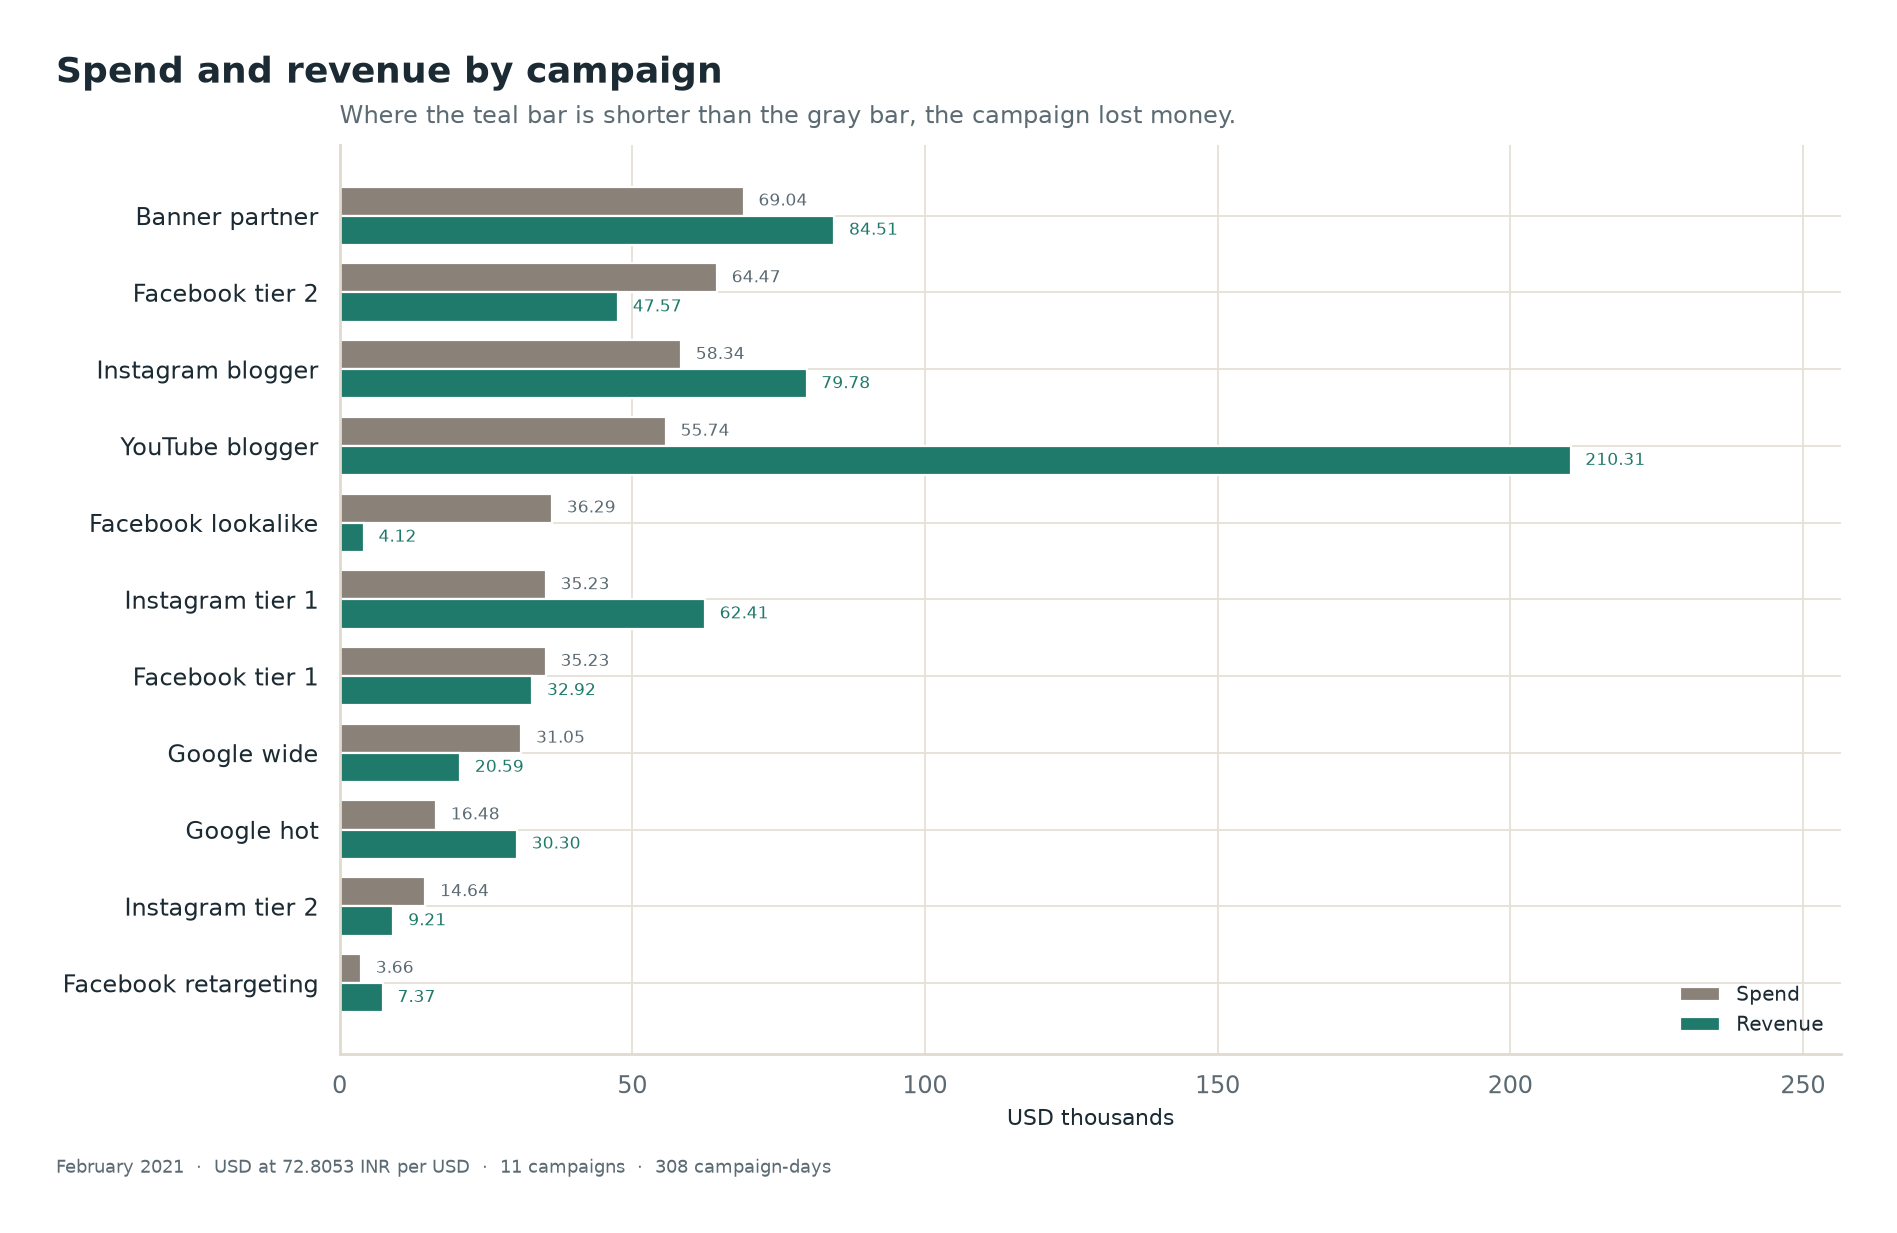 Spend and revenue by campaign
Where the teal bar is shorter than the gray bar, the campaign lost money.
Banner partner
69.04
84.51
Facebook tier 2
64.47
47.57
Instagram blogger
58.34
79.78
YouTube blogger
55.74
210.31
Facebook lookalike
36.29
4.12
Instagram tier 1
35.23
62.41
Facebook tier 1
35.23
32.92
Google wide
31.05
20.59
Google hot
16.48
30.30
Instagram tier 2
14.64
9.21
Facebook retargeting
3.66
7.37
Spend
Revenue
0 50 100 150 200 250
USD thousands
February 2021 · USD at 72.8053 INR per USD · 11 campaigns · 308 campaign-days